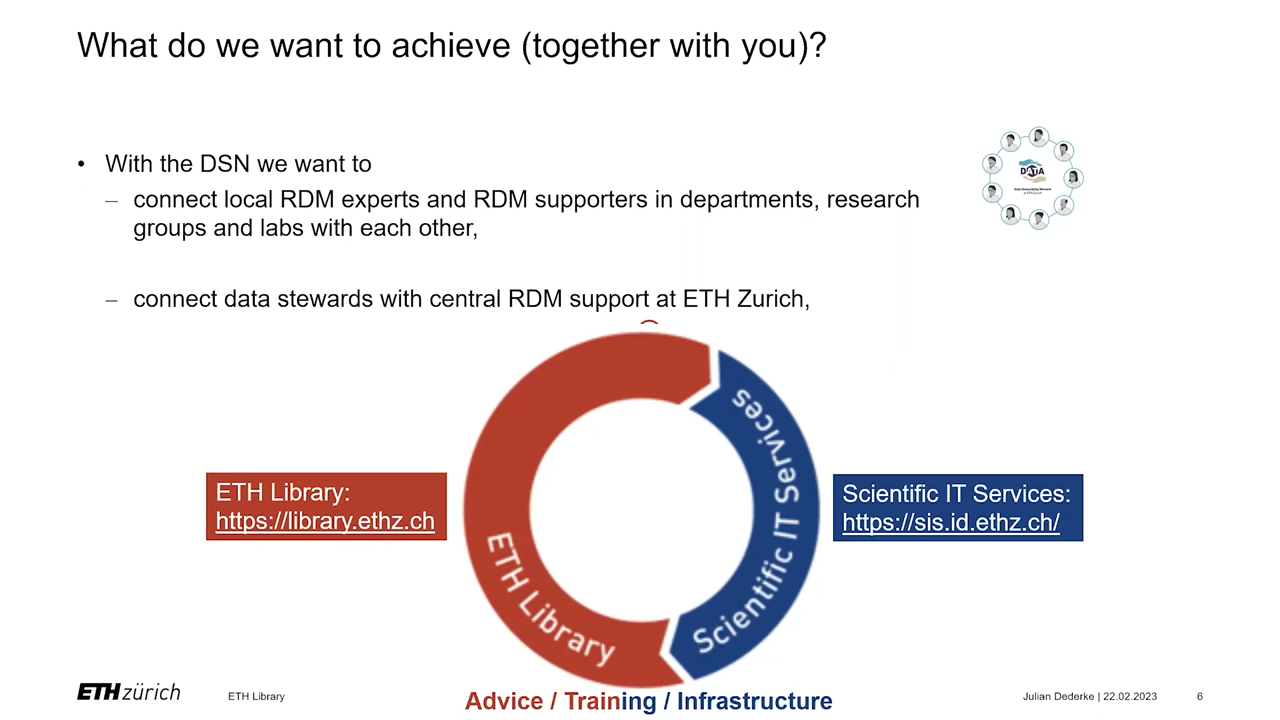 What do we want to achieve (together with you)?
• With the DSN we want to
– connect local RDM experts and RDM supporters in departments, research
groups and labs with each other,
– connect data stewards with central RDM support at ETH Zurich,
DATA
ETH Library:
https://library.ethz.ch
ETH Library
Scientific IT Services
Scientific IT Services:
https://sis.id.ethz.ch/
Advice / Training / Infrastructure
ETH zürich
ETH Library
Julian Dederke | 22.02.2023
6